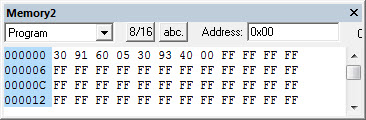 Memory2
Program 8/16 abc. Address: 0x00
000000 30 91 60 05 30 93 40 00 FF FF FF FF
000006 FF FF FF FF FF FF FF FF FF FF FF FF
00000C FF FF FF FF FF FF FF FF FF FF FF FF
000012 FF FF FF FF FF FF FF FF FF FF FF FF